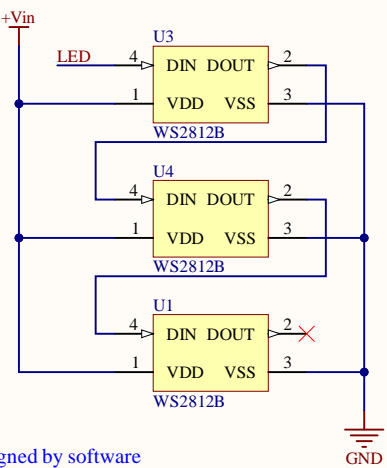 +Vin
U3
LED
4 DIN DOUT 2
1 VDD VSS 3
WS2812B
U4
4 DIN DOUT 2
1 VDD VSS 3
WS2812B
U1
4 DIN DOUT 2
1 VDD VSS 3
WS2812B
by software
GND